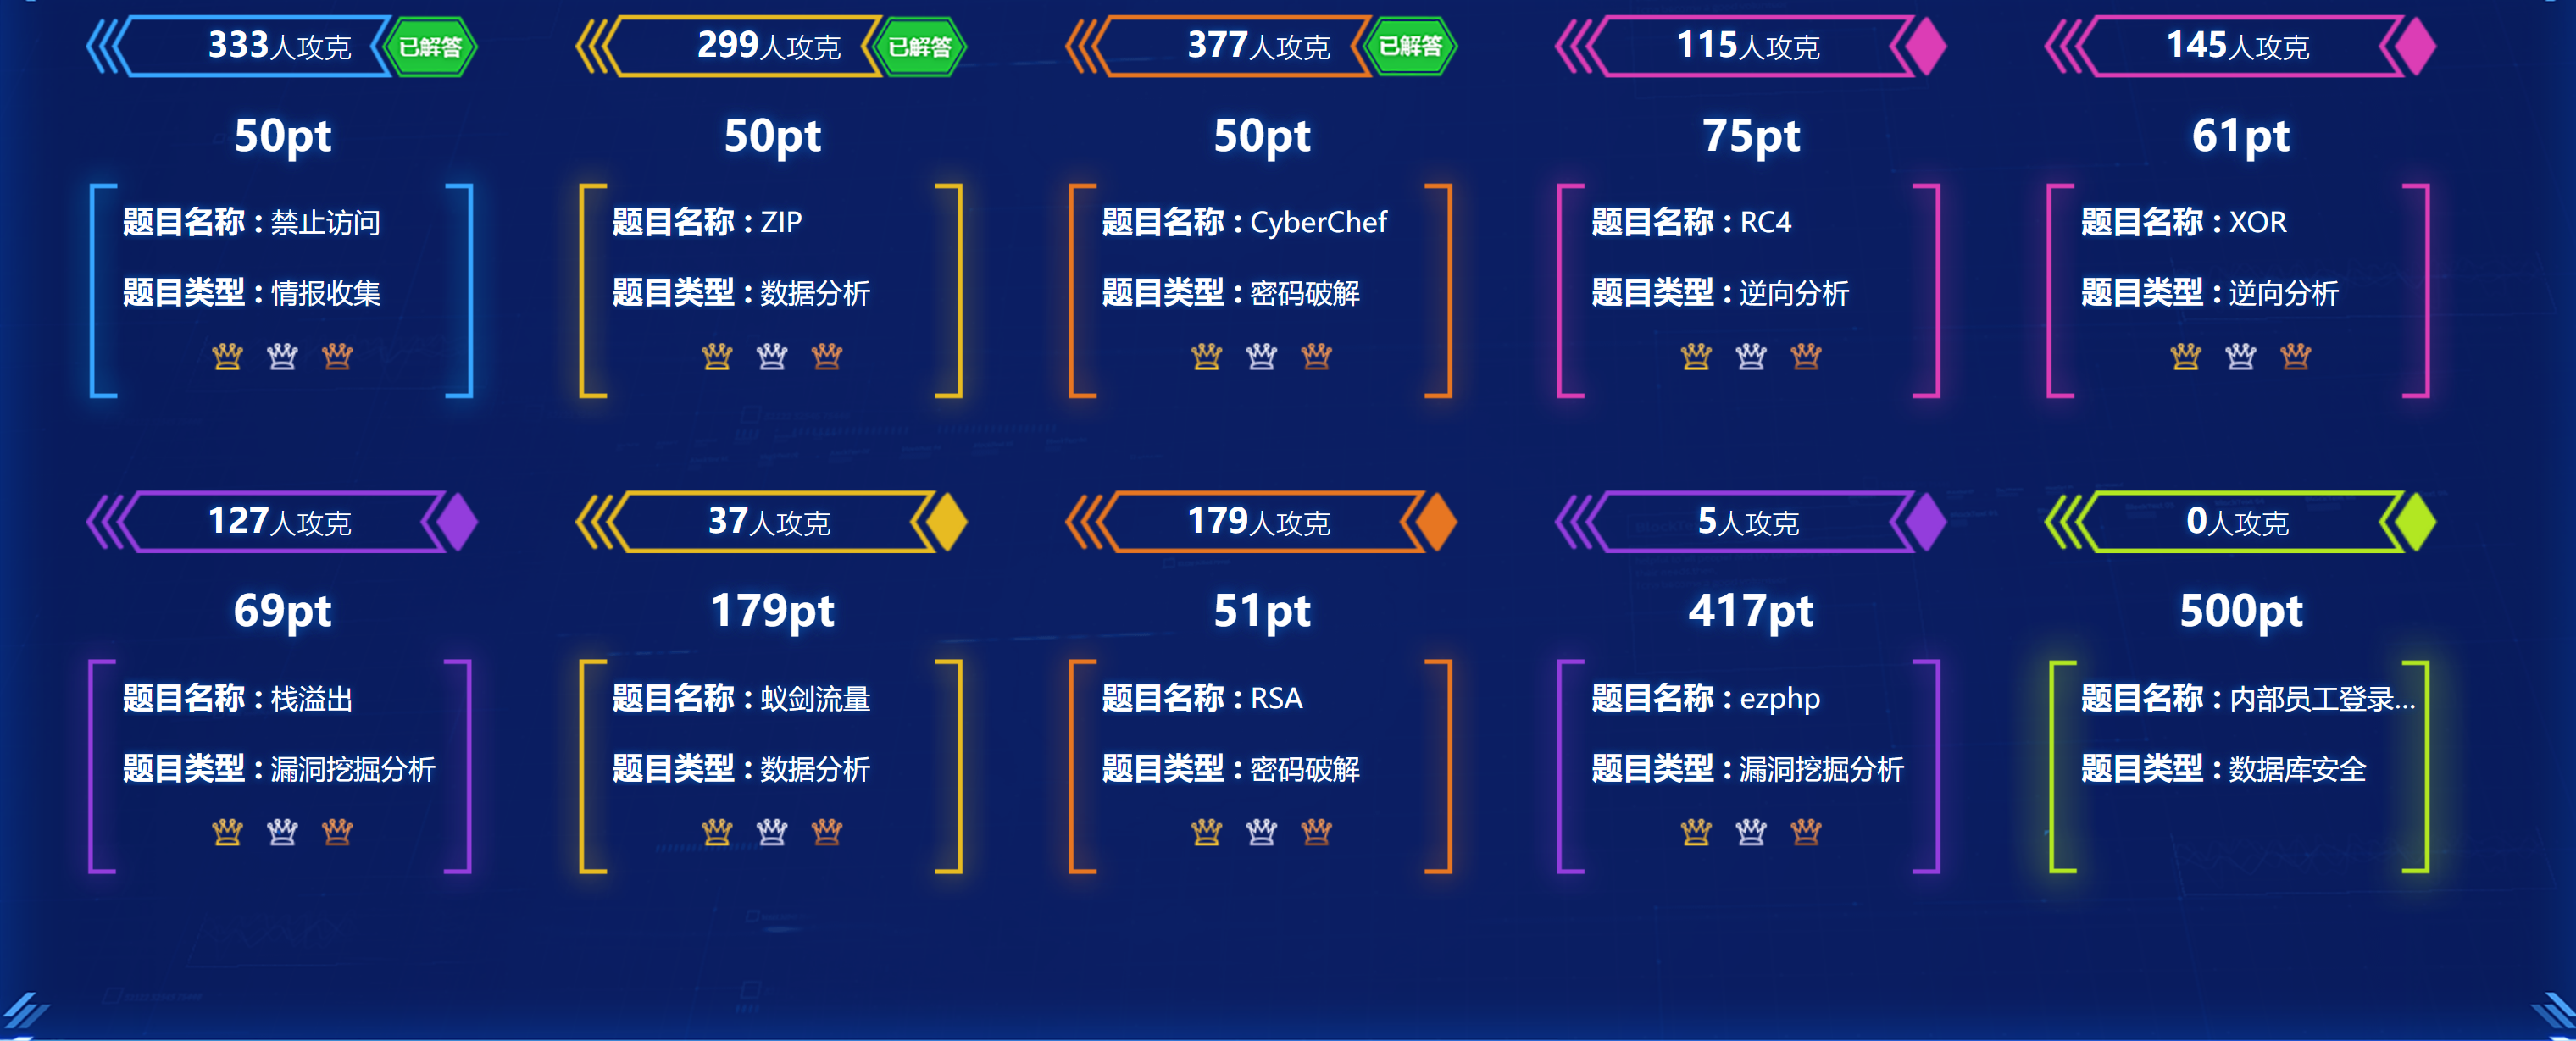 333人攻克 已解答
50pt
题目名称：禁止访问
题目类型：情报收集
299人攻克 已解答
50pt
题目名称：ZIP
题目类型：数据分析
377人攻克 已解答
50pt
题目名称：CyberChef
题目类型：密码破解
115人攻克
75pt
题目名称：RC4
题目类型：逆向分析
145人攻克
61pt
题目名称：XOR
题目类型：逆向分析
127人攻克
69pt
题目名称：栈溢出
题目类型：漏洞挖掘分析
37人攻克
179pt
题目名称：蚁剑流量
题目类型：数据分析
179人攻克
51pt
题目名称：RSA
题目类型：密码破解
5人攻克
417pt
题目名称：ezphp
题目类型：漏洞挖掘分析
0人攻克
500pt
题目名称：内部员工登录...
题目类型：数据库安全